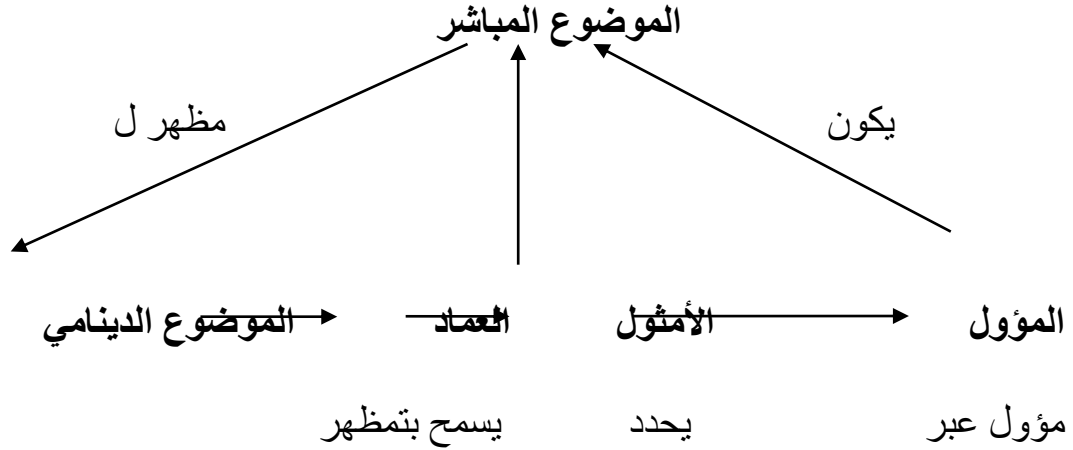 الموضوع المباشر
يكون
مظهر ل
المؤول
الأمثول
العماد
الموضوع الدينامي
مؤول عبر
يحدد
يسمح بتمظهر